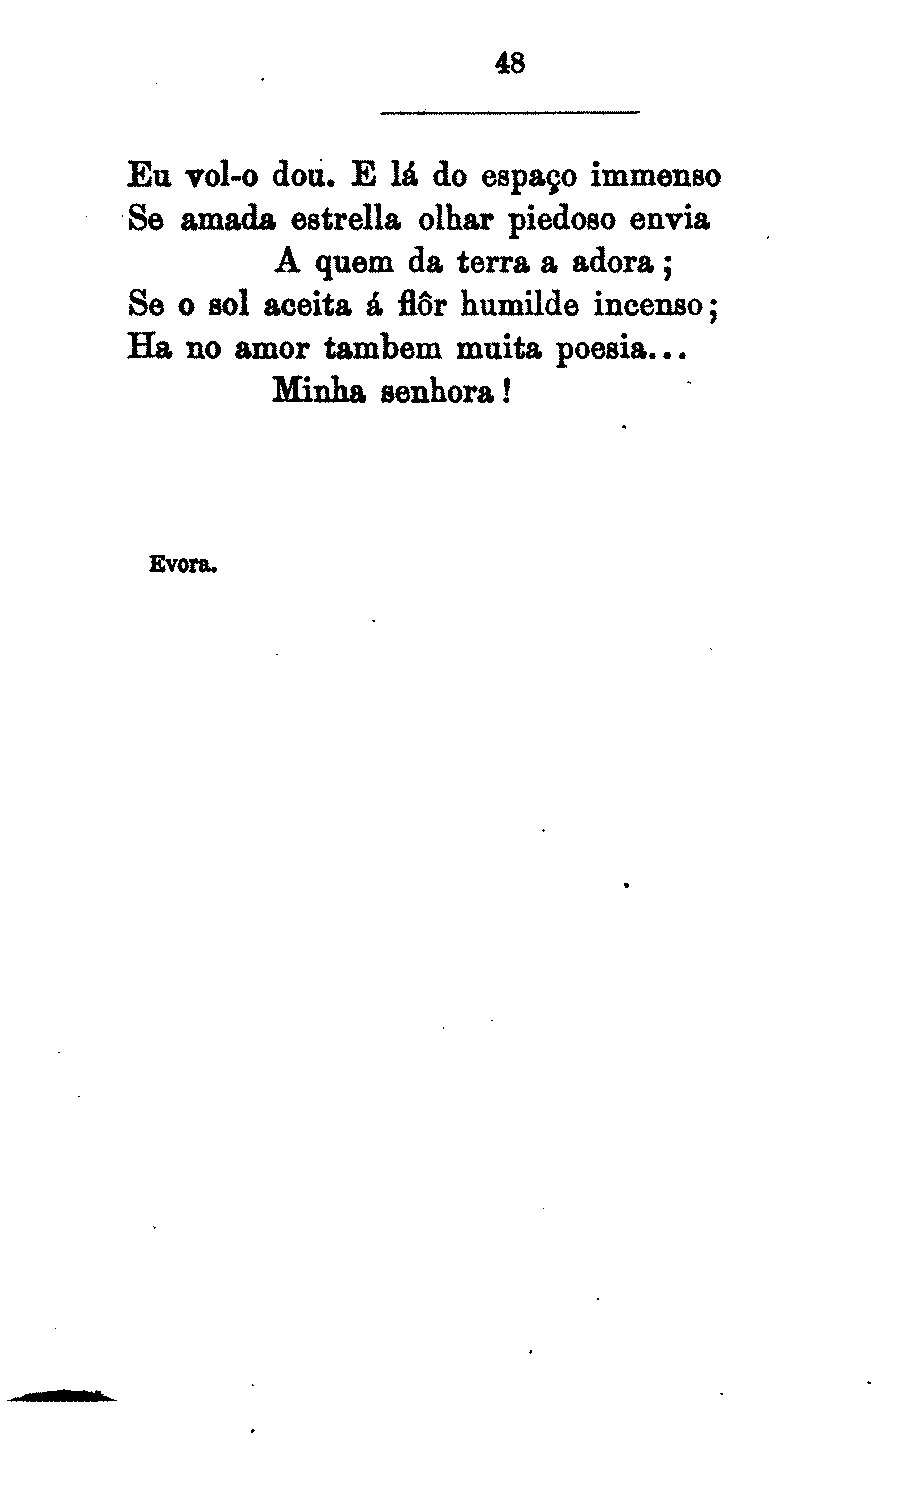 48
Eu vol-o dou. E lá do espaço immenso
Se amada estrella olhar piedoso envia
A quem da terra a adora;
Se o sol aceita á flôr humilde incenso;
Ha no amor tambem muita poesia...
Minha senhora!
Evora.